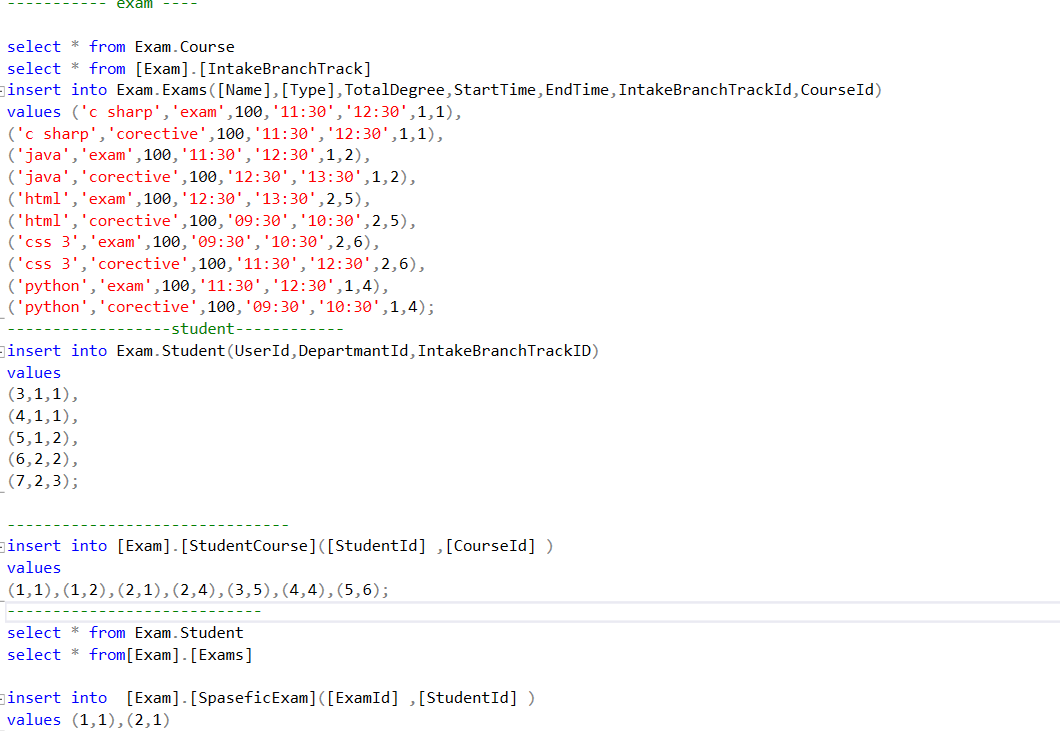 ----------- exam ----
select * from Exam.Course
select * from [Exam].[IntakeBranchTrack]
insert into Exam.Exams([Name],[Type],TotalDegree,StartTime,EndTime,IntakeBranchTrackId,CourseId)
values ('c sharp','exam',100,'11:30','12:30',1,1),
('c sharp','corective',100,'11:30','12:30',1,1),
('java','exam',100,'11:30','12:30',1,2),
('java','corective',100,'12:30','13:30',1,2),
('html','exam',100,'12:30','13:30',2,5),
('html','corective',100,'09:30','10:30',2,5),
('css 3','exam',100,'09:30','10:30',2,6),
('css 3','corective',100,'11:30','12:30',2,6),
('python','exam',100,'11:30','12:30',1,4),
('python','corective',100,'09:30','10:30',1,4);
------------------student------------
insert into Exam.Student(UserId,DepartmantId,IntakeBranchTrackID)
values
(3,1,1),
(4,1,1),
(5,1,2),
(6,2,2),
(7,2,3);
-------------------------------
insert into [Exam].[StudentCourse]([StudentId] ,[CourseId] )
values
(1,1),(1,2),(2,1),(2,4),(3,5),(4,4),(5,6);
----------------------------
select * from Exam.Student
select * from[Exam].[Exams]
insert into  [Exam].[SpaseficExam]([ExamId] ,[StudentId] )
values (1,1),(2,1)